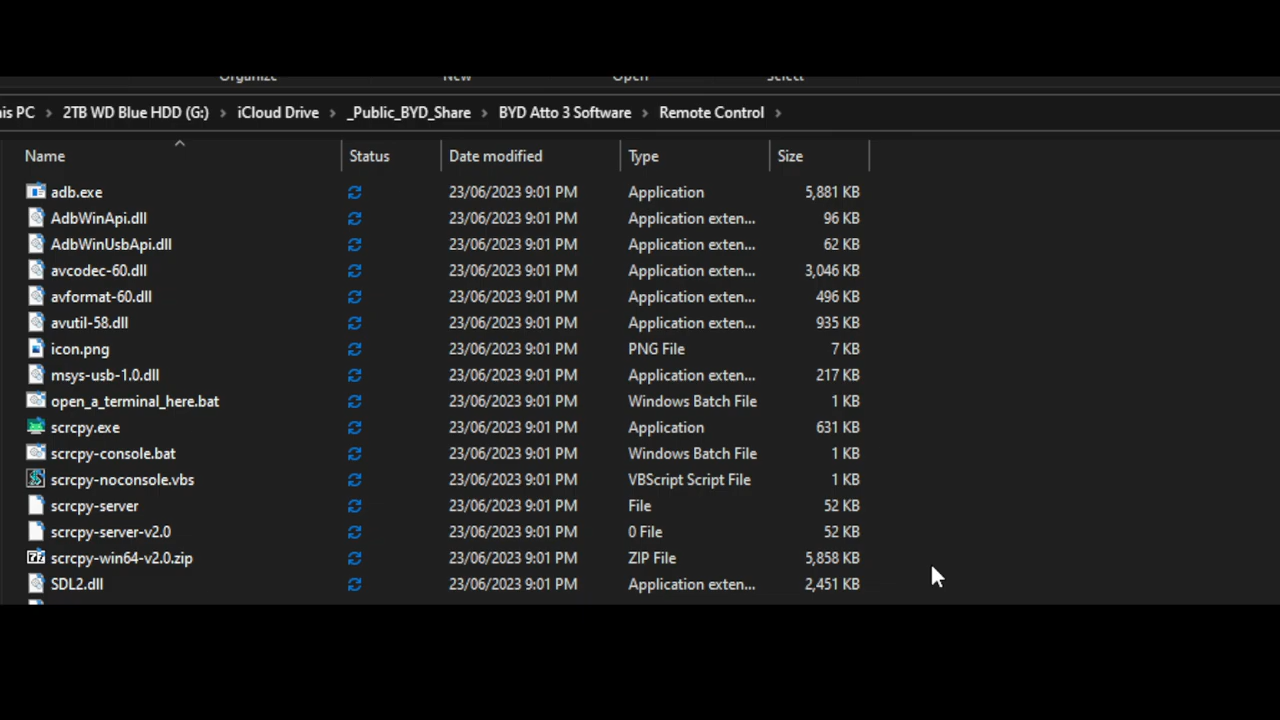 Organize New Open Select
his PC > 2TB WD Blue HDD (G:) > iCloud Drive > _Public_BYD_Share > BYD Atto 3 Software > Remote Control >
Name Status Date modified Type Size
adb.exe 23/06/2023 9:01 PM Application 5,881 KB
AdbWinApi.dll 23/06/2023 9:01 PM Application exten... 96 KB
AdbWinUsbApi.dll 23/06/2023 9:01 PM Application exten... 62 KB
avcodec-60.dll 23/06/2023 9:01 PM Application exten... 3,046 KB
avformat-60.dll 23/06/2023 9:01 PM Application exten... 496 KB
avutil-58.dll 23/06/2023 9:01 PM Application exten... 935 KB
icon.png 23/06/2023 9:01 PM PNG File 7 KB
msys-usb-1.0.dll 23/06/2023 9:01 PM Application exten... 217 KB
open_a_terminal_here.bat 23/06/2023 9:01 PM Windows Batch File 1 KB
scrcpy.exe 23/06/2023 9:01 PM Application 631 KB
scrcpy-console.bat 23/06/2023 9:01 PM Windows Batch File 1 KB
scrcpy-noconsole.vbs 23/06/2023 9:01 PM VBScript Script File 1 KB
scrcpy-server 23/06/2023 9:01 PM File 52 KB
scrcpy-server-v2.0 23/06/2023 9:01 PM 0 File 52 KB
scrcpy-win64-v2.0.zip 23/06/2023 9:01 PM ZIP File 5,858 KB
SDL2.dll 23/06/2023 9:01 PM Application exten... 2,451 KB